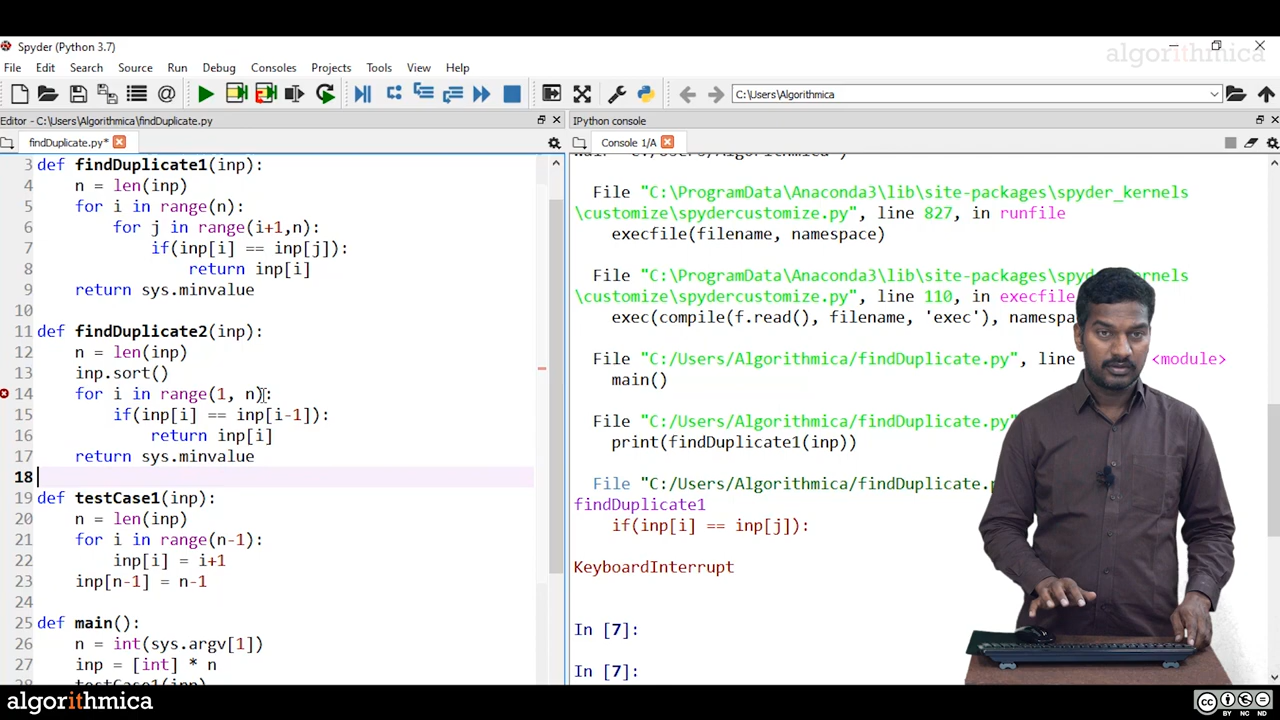 Spyder (Python 3.7)
algorithmica
File Edit Search Source Run Debug Consoles Projects Tools View Help
C:\Users\Algorithmica
Editor - C:\Users\Algorithmica\findDuplicate.py
IPython console
findDuplicate.py*
Console 1/A
3 def findDuplicate1(inp):
4 n = len(inp)
5 for i in range(n):
6 for j in range(i+1,n):
7 if(inp[i] == inp[j]):
8 return inp[i]
9 return sys.minvalue
10
11 def findDuplicate2(inp):
12 n = len(inp)
13 inp.sort()
14 for i in range(1, n):
15 if(inp[i] == inp[i-1]):
16 return inp[i]
17 return sys.minvalue
18
19 def testCase1(inp):
20 n = len(inp)
21 for i in range(n-1):
22 inp[i] = i+1
23 inp[n-1] = n-1
24
25 def main():
26 n = int(sys.argv[1])
27 inp = [int] * n
testCase1(inp)
File "C:\ProgramData\Anaconda3\lib\site-packages\spyder_kernels
\customize\spydercustomize.py", line 827, in runfile
execfile(filename, namespace)
File "C:\ProgramData\Anaconda3\lib\site-packages\spyder_kernels
\customize\spydercustomize.py", line 110, in execfile
exec(compile(f.read(), filename, 'exec'), namespa
File "C:/Users/Algorithmica/findDuplicate.py", line <module>
main()
File "C:/Users/Algorithmica/findDuplicate.py"
print(findDuplicate1(inp))
File "C:/Users/Algorithmica/findDuplicate.p
findDuplicate1
if(inp[i] == inp[j]):
KeyboardInterrupt
In [7]:
In [7]:
algorithmica
cc BY NC ND